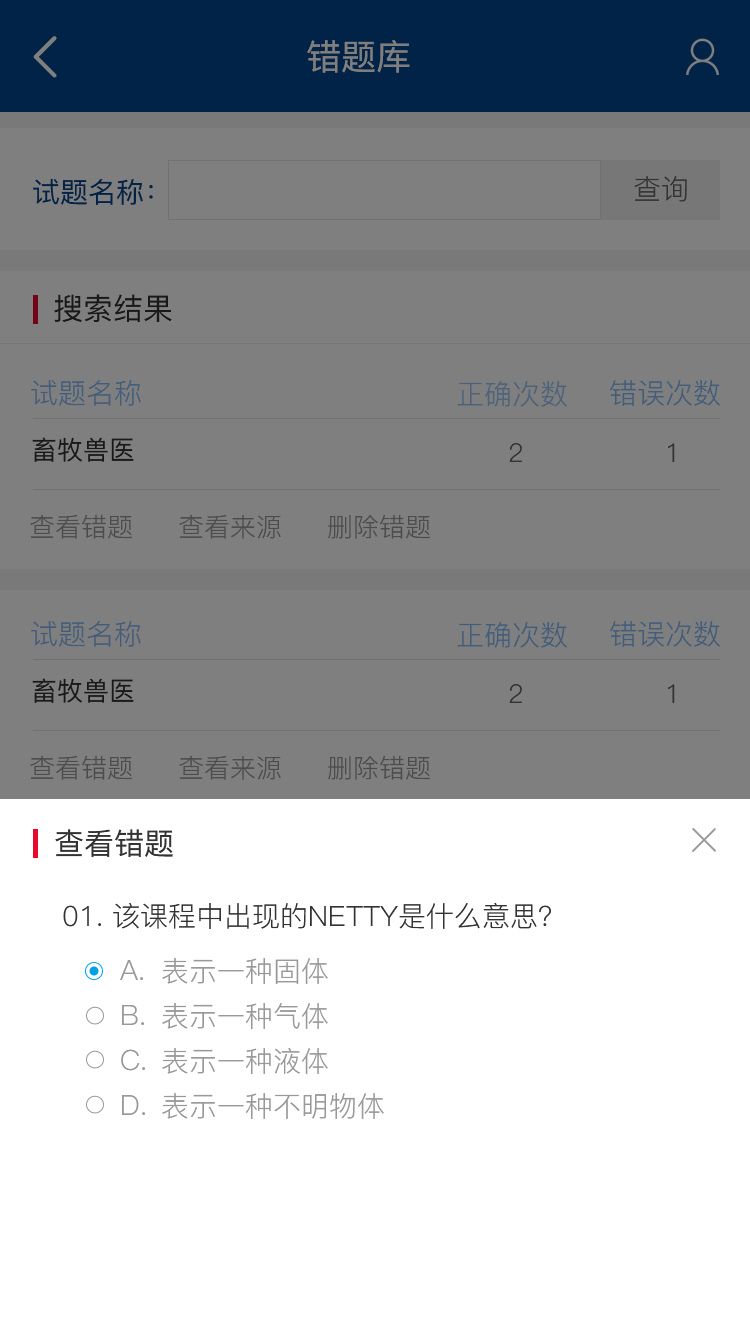 错题库
试题名称： 查询
搜索结果
试题名称 正确次数 错误次数
畜牧兽医 2 1
查看错题 查看来源 删除错题
试题名称 正确次数 错误次数
畜牧兽医 2 1
查看错题 查看来源 删除错题
查看错题
01. 该课程中出现的NETTY是什么意思?
A. 表示一种固体
B. 表示一种气体
C. 表示一种液体
D. 表示一种不明物体